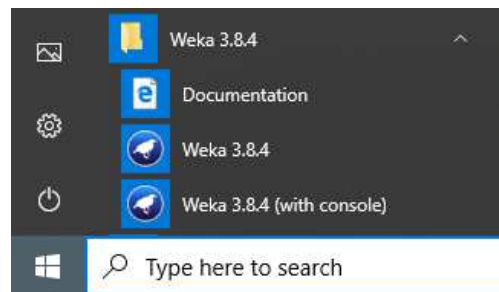 Weka 3.8.4
Documentation
Weka 3.8.4
Weka 3.8.4 (with console)
Type here to search